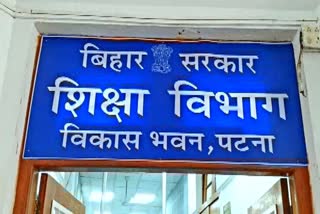 बिहार सरकार
शिक्षा विभाग
विकास भवन, पटना